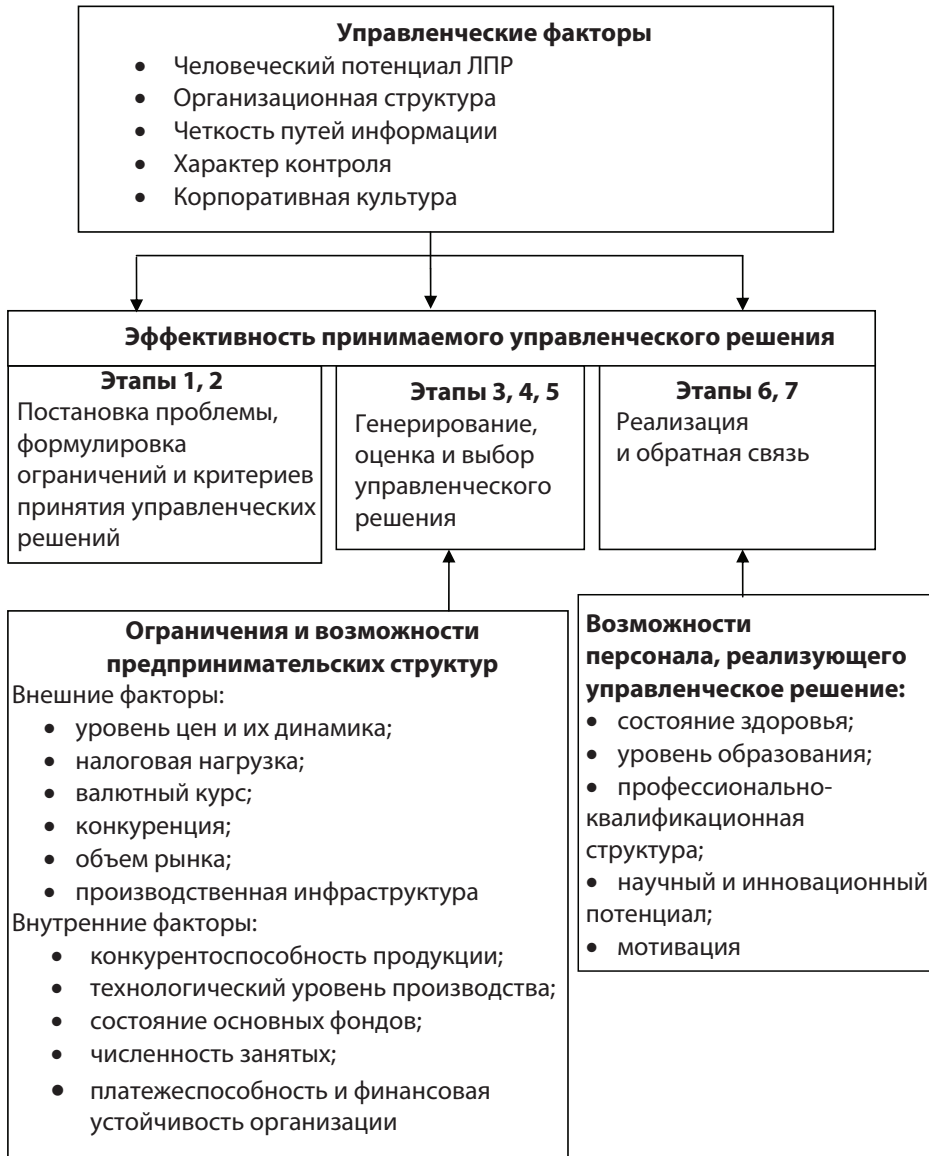 Управленческие факторы
• Человеческий потенциал ЛПР
• Организационная структура
• Четкость путей информации
• Характер контроля
• Корпоративная культура
Эффективность принимаемого управленческого решения
Этапы 1, 2
Постановка проблемы,
формулировка
ограничений и критериев
принятия управленческих
решений
Этапы 3, 4, 5
Генерирование,
оценка и выбор
управленческого
решения
Этапы 6, 7
Реализация
и обратная связь
Ограничения и возможности
предпринимательских структур
Внешние факторы:
• уровень цен и их динамика;
• налоговая нагрузка;
• валютный курс;
• конкуренция;
• объем рынка;
• производственная инфраструктура
Внутренние факторы:
• конкурентоспособность продукции;
• технологический уровень производства;
• состояние основных фондов;
• численность занятых;
• платежеспособность и финансовая
устойчивость организации
Возможности
персонала, реализующего
управленческое решение:
• состояние здоровья;
• уровень образования;
• профессионально-
квалификационная
структура;
• научный и инновационный
потенциал;
• мотивация